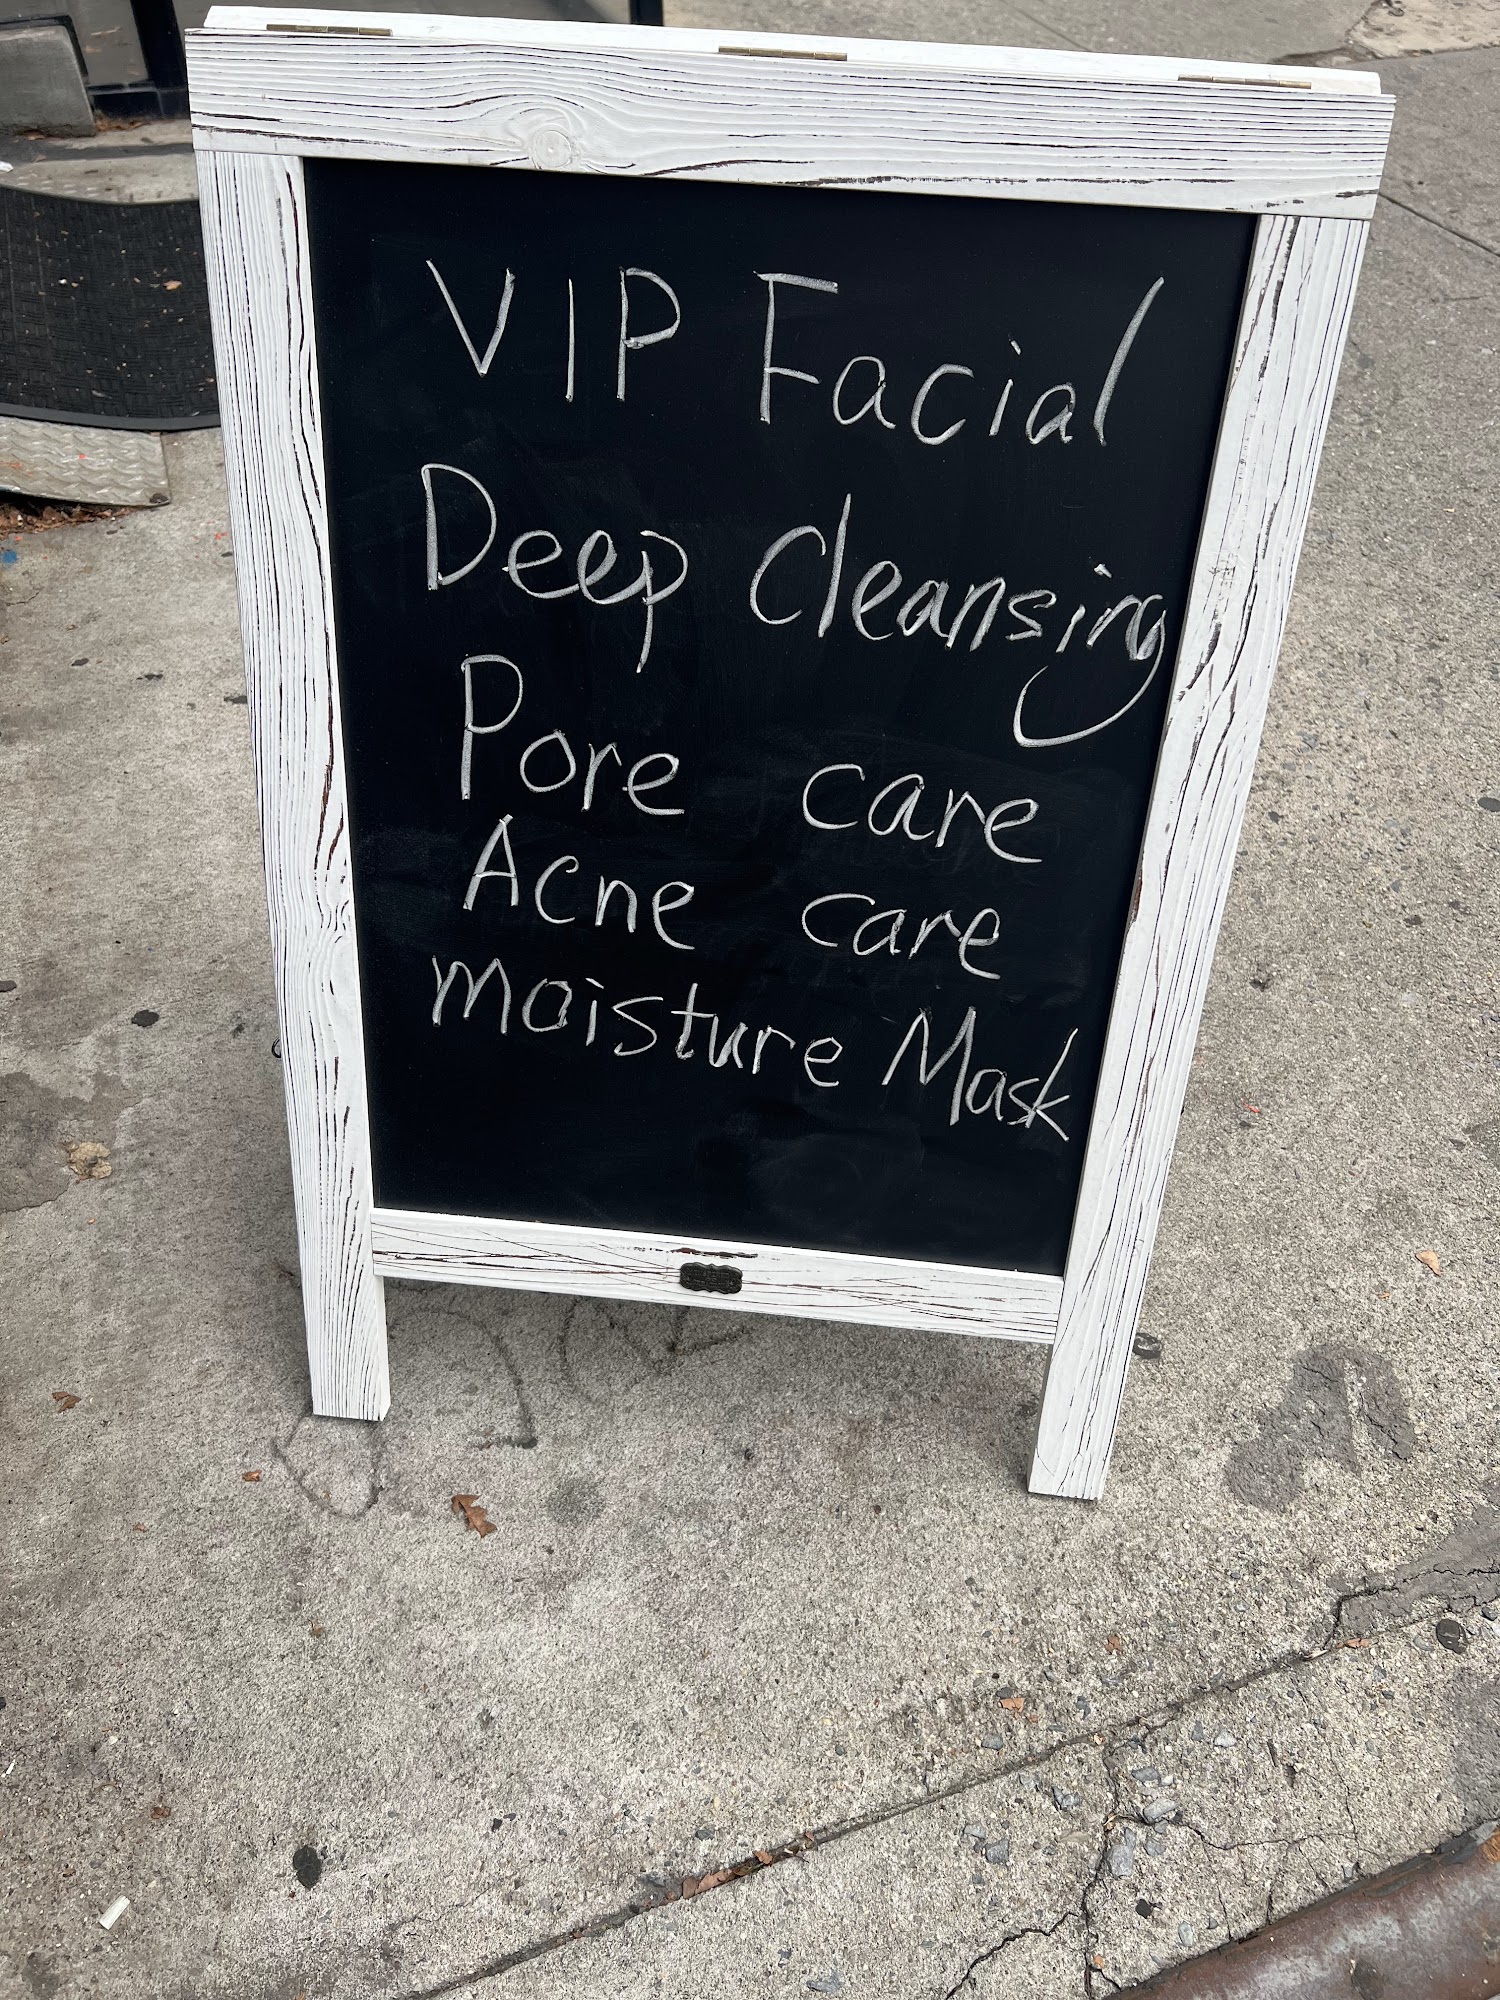 VIP Facial
Deep Cleansing
Pore care
Acne care
moisture Mask